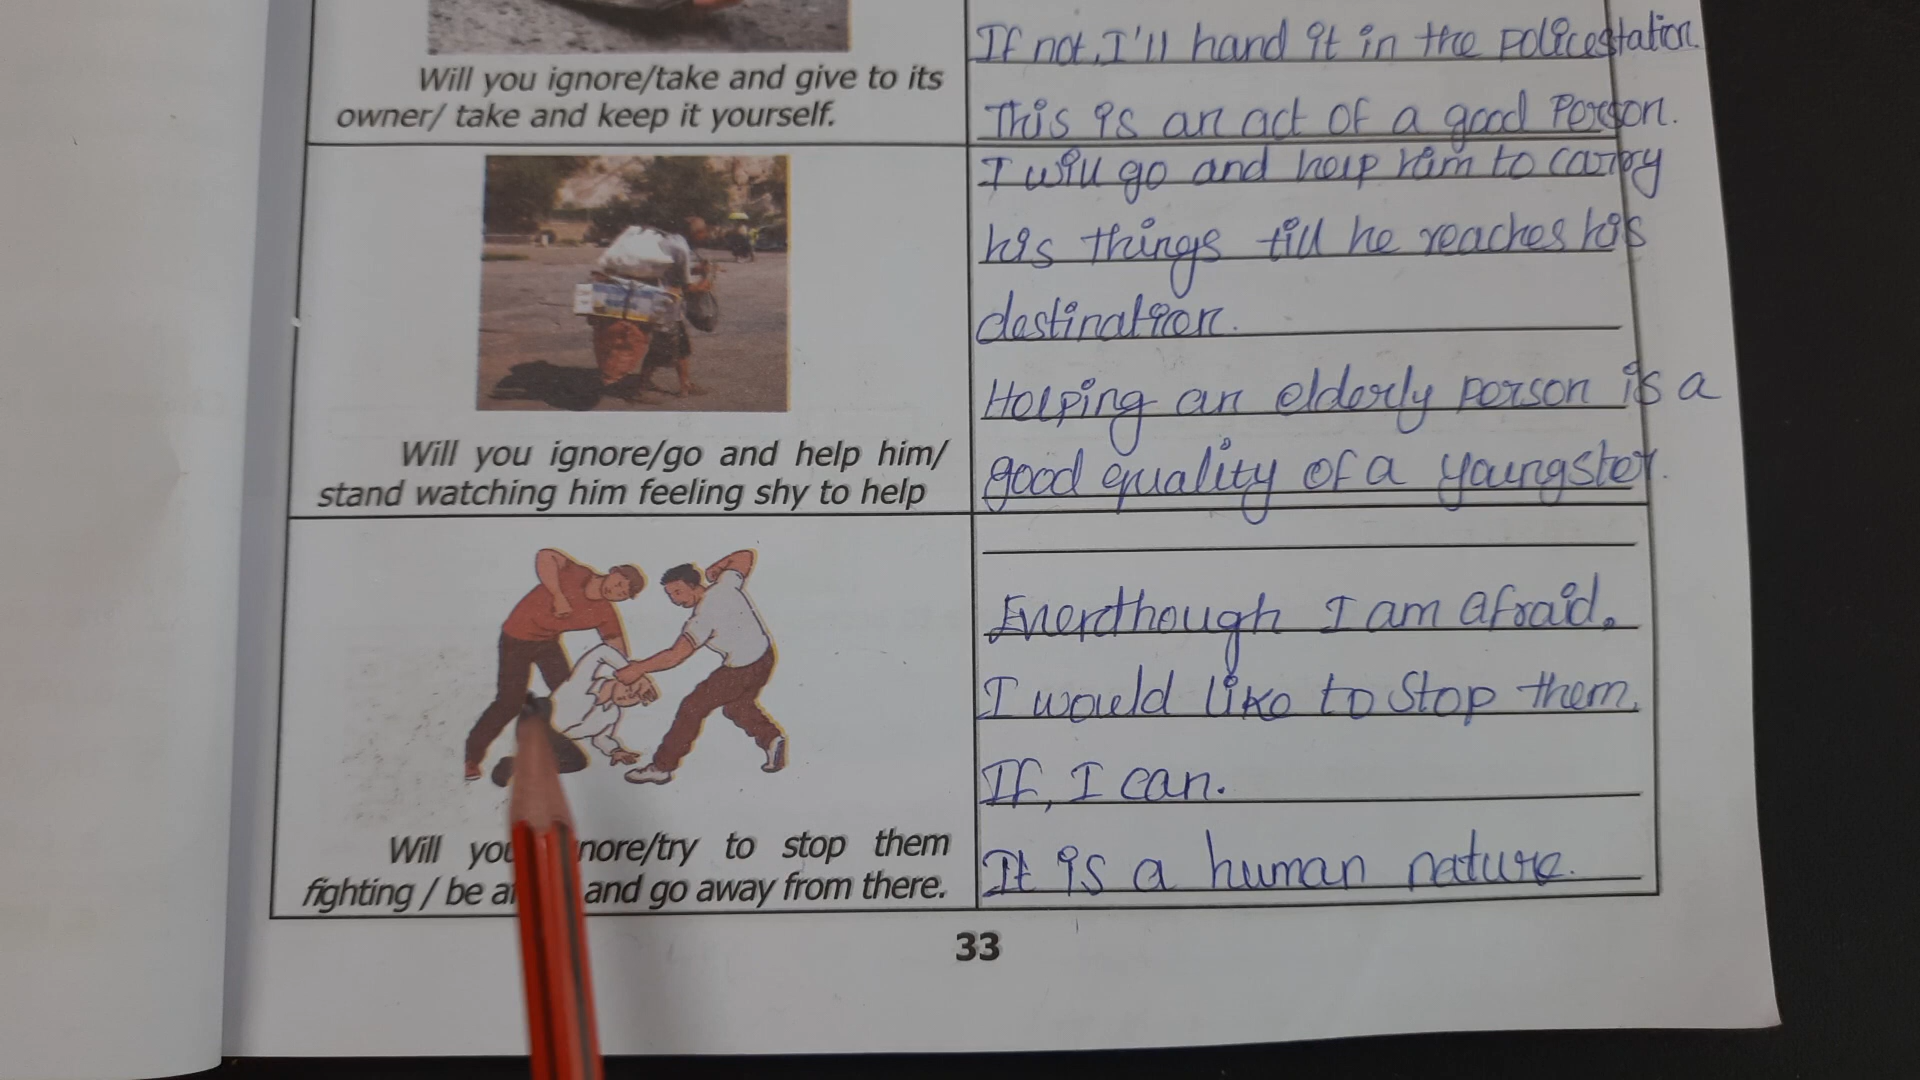 Will you ignore/take and give to its
owner/ take and keep it yourself.
If not, I'll hand it in the policestation.
This is an act of a good Person.
Will you ignore/go and help him/
stand watching him feeling shy to help
I will go and help him to carry
his things till he reaches his
destination.
Helping an elderly person is a
good quality of a youngster.
Will you nore/try to stop them
fighting / be af and go away from there.
Eventhough I am afraid.
I would like to stop them.
If, I can.
It is a human nature.
33